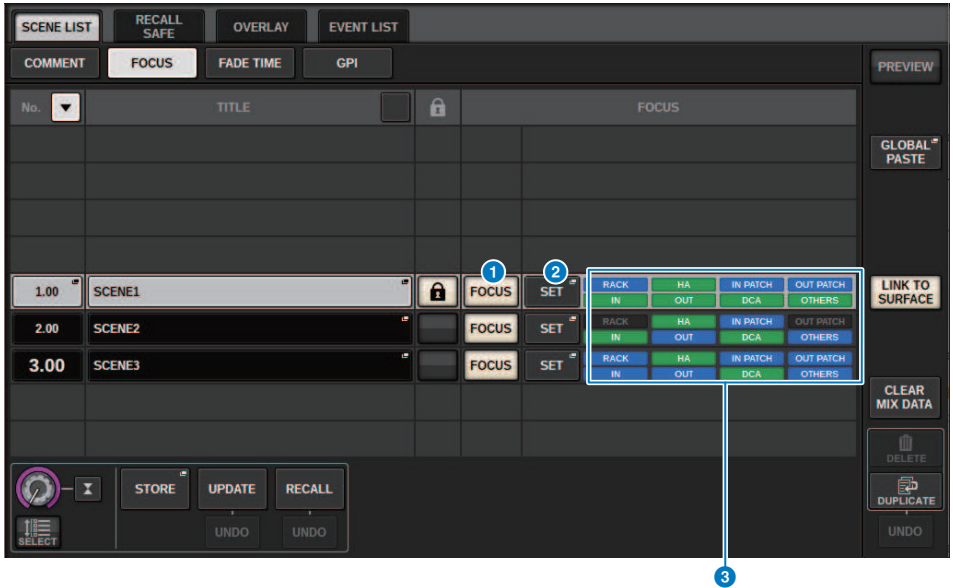 SCENE LIST
RECALL SAFE
OVERLAY
EVENT LIST
COMMENT
FOCUS
FADE TIME
GPI
PREVIEW
No.
TITLE
FOCUS
GLOBAL PASTE
1
2
1.00
SCENE1
FOCUS
SET
RACK
HA
IN PATCH
OUT PATCH
IN
OUT
DCA
OTHERS
LINK TO SURFACE
2.00
SCENE2
FOCUS
SET
RACK
HA
IN PATCH
OUT PATCH
IN
OUT
DCA
OTHERS
3.00
SCENE3
FOCUS
SET
RACK
HA
IN PATCH
OUT PATCH
IN
OUT
DCA
OTHERS
CLEAR MIX DATA
DELETE
STORE
UPDATE
RECALL
DUPLICATE
SELECT
UNDO
UNDO
UNDO
3